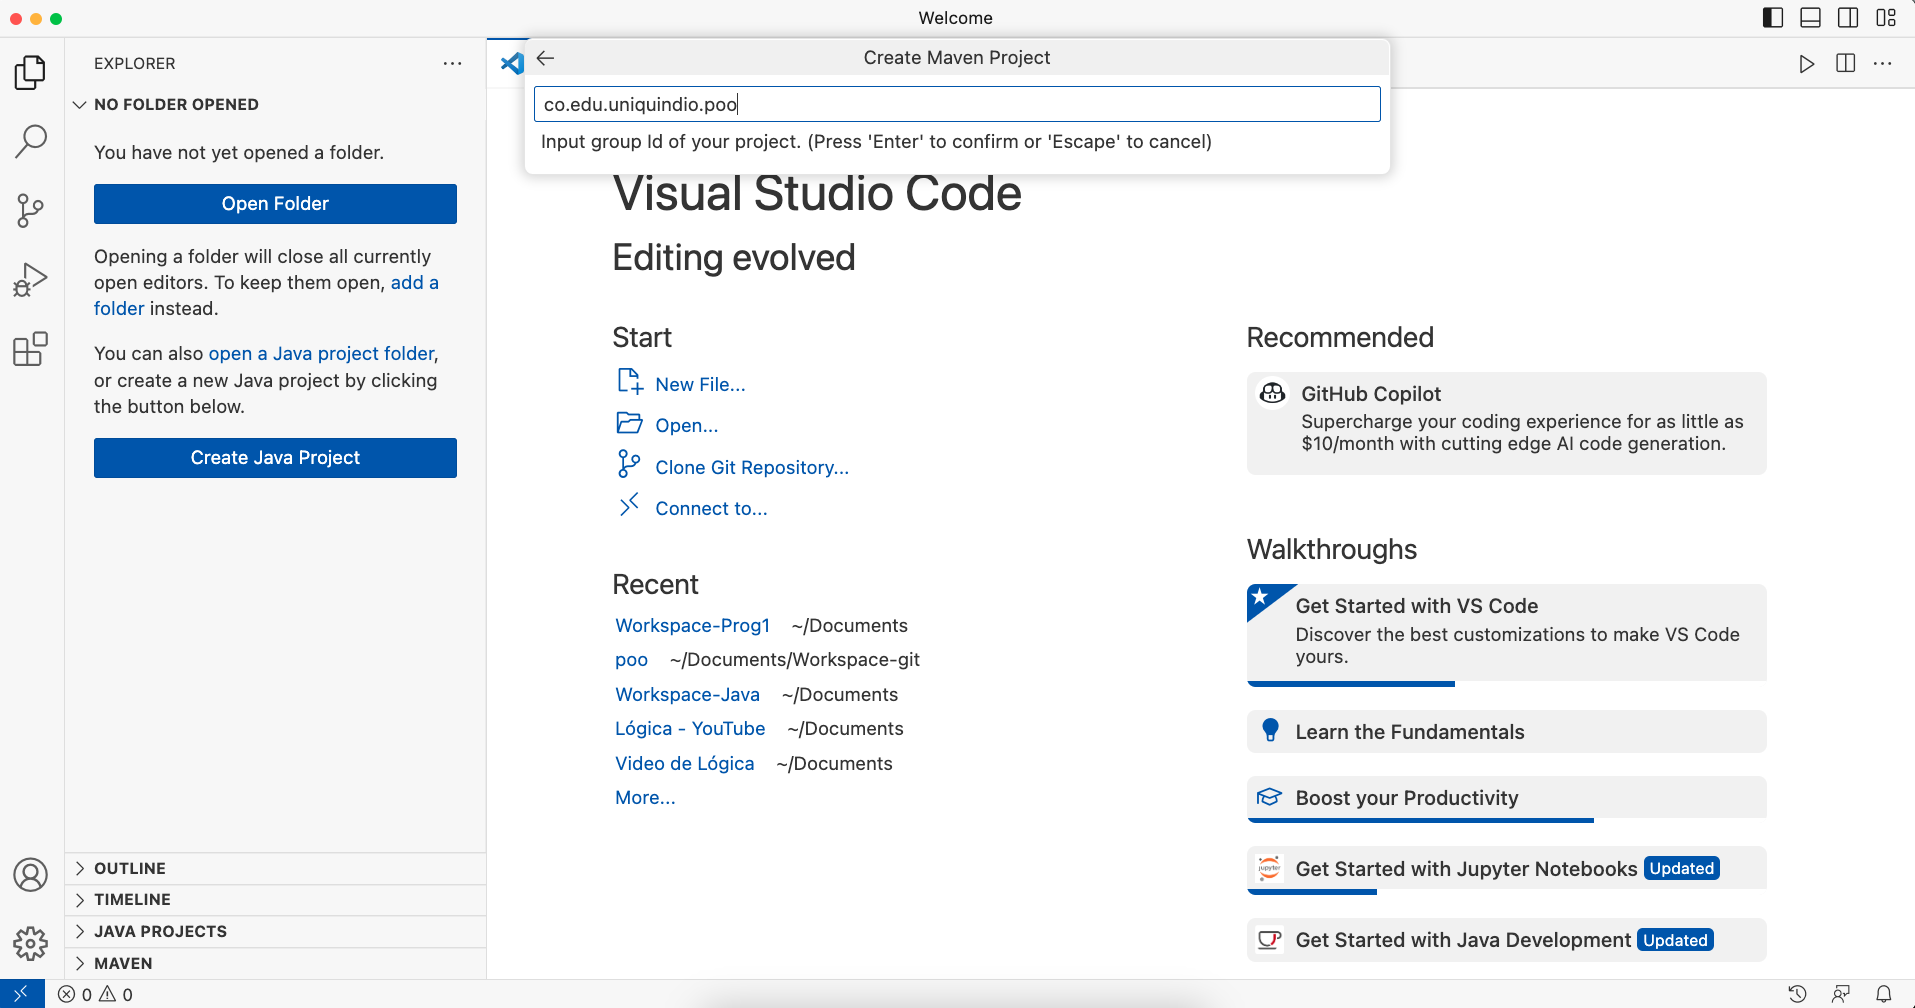 Welcome
EXPLORER
NO FOLDER OPENED
You have not yet opened a folder.
Open Folder
Opening a folder will close all currently
open editors. To keep them open, add a
folder instead.
You can also open a Java project folder,
or create a new Java project by clicking
the button below.
Create Java Project
OUTLINE
TIMELINE
JAVA PROJECTS
MAVEN
Create Maven Project
co.edu.uniquindio.poo
Input group Id of your project. (Press 'Enter' to confirm or 'Escape' to cancel)
Visual Studio Code
Editing evolved
Start
New File...
Open...
Clone Git Repository...
Connect to...
Recent
Workspace-Prog1 ~/Documents
poo ~/Documents/Workspace-git
Workspace-Java ~/Documents
Lógica - YouTube ~/Documents
Video de Lógica ~/Documents
More...
Recommended
GitHub Copilot
Supercharge your coding experience for as little as
$10/month with cutting edge AI code generation.
Walkthroughs
Get Started with VS Code
Discover the best customizations to make VS Code
yours.
Learn the Fundamentals
Boost your Productivity
jupyter
Get Started with Jupyter Notebooks Updated
Get Started with Java Development Updated
0 0